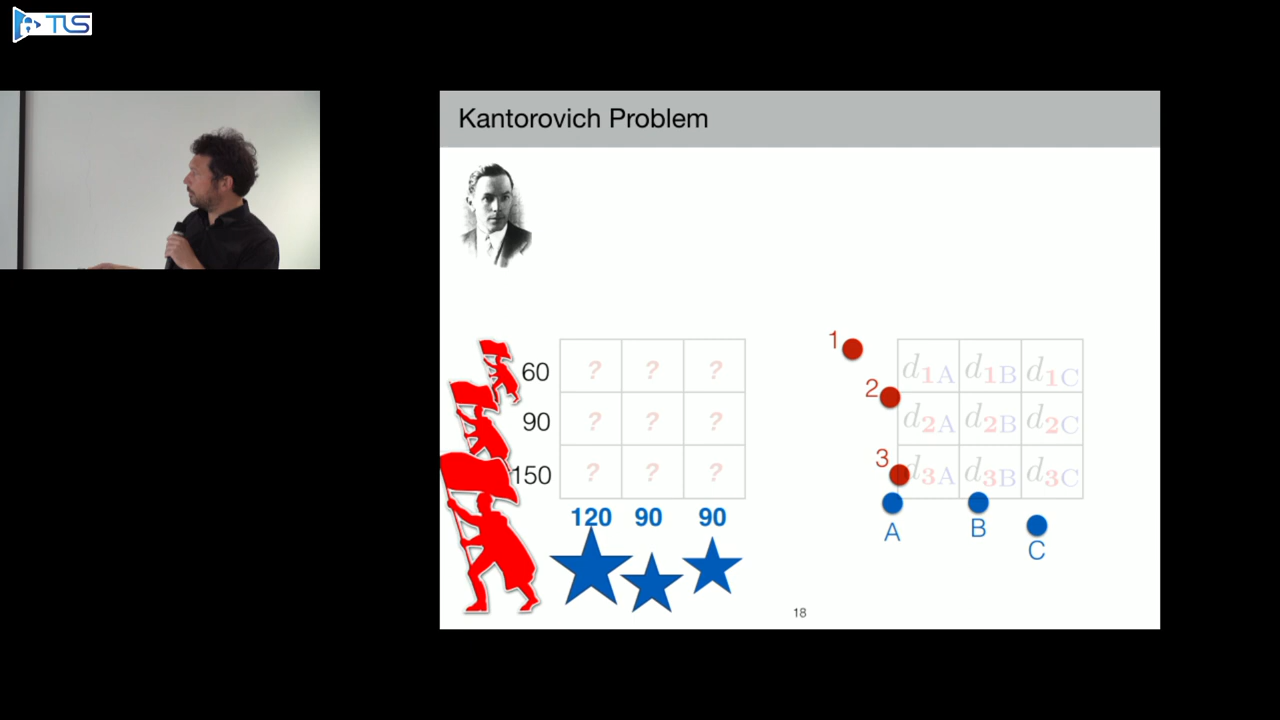 TLS
Kantorovich Problem
60 ? ? ?
90 ? ? ?
150 ? ? ?
120 90 90
1
2
3
d1A d1B d1C
d2A d2B d2C
d3A d3B d3C
A
B
C
18